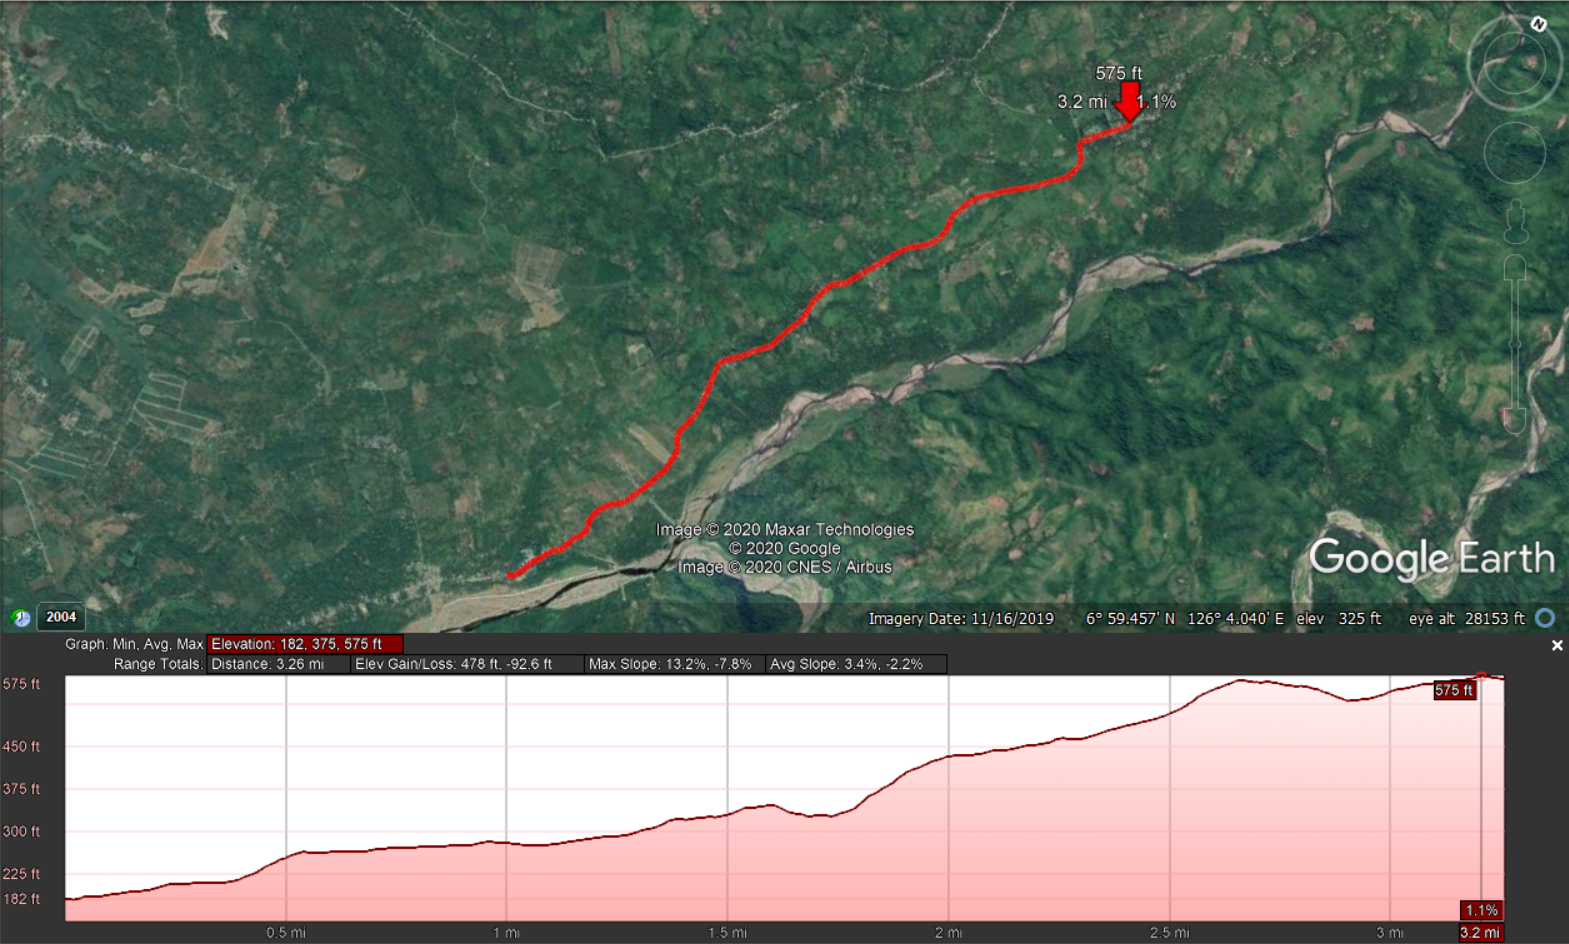 N
575 ft
3.2 mi 1.1%
Image © 2020 Maxar Technologies
© 2020 Google
Image © 2020 CNES / Airbus
Google Earth
2004
Imagery Date: 11/16/2019 6° 59.457' N 126° 4.040' E elev 325 ft eye alt 28153 ft
Graph: Min, Avg, Max Elevation: 182, 375, 575 ft
Range Totals: Distance: 3.26 mi Elev Gain/Loss: 478 ft, -92.6 ft Max Slope: 13.2%, -7.8% Avg Slope: 3.4%, -2.2%
575 ft
575 ft
450 ft
375 ft
300 ft
225 ft
182 ft
1.1%
0.5 mi 1 mi 1.5 mi 2 mi 2.5 mi 3 mi 3.2 mi